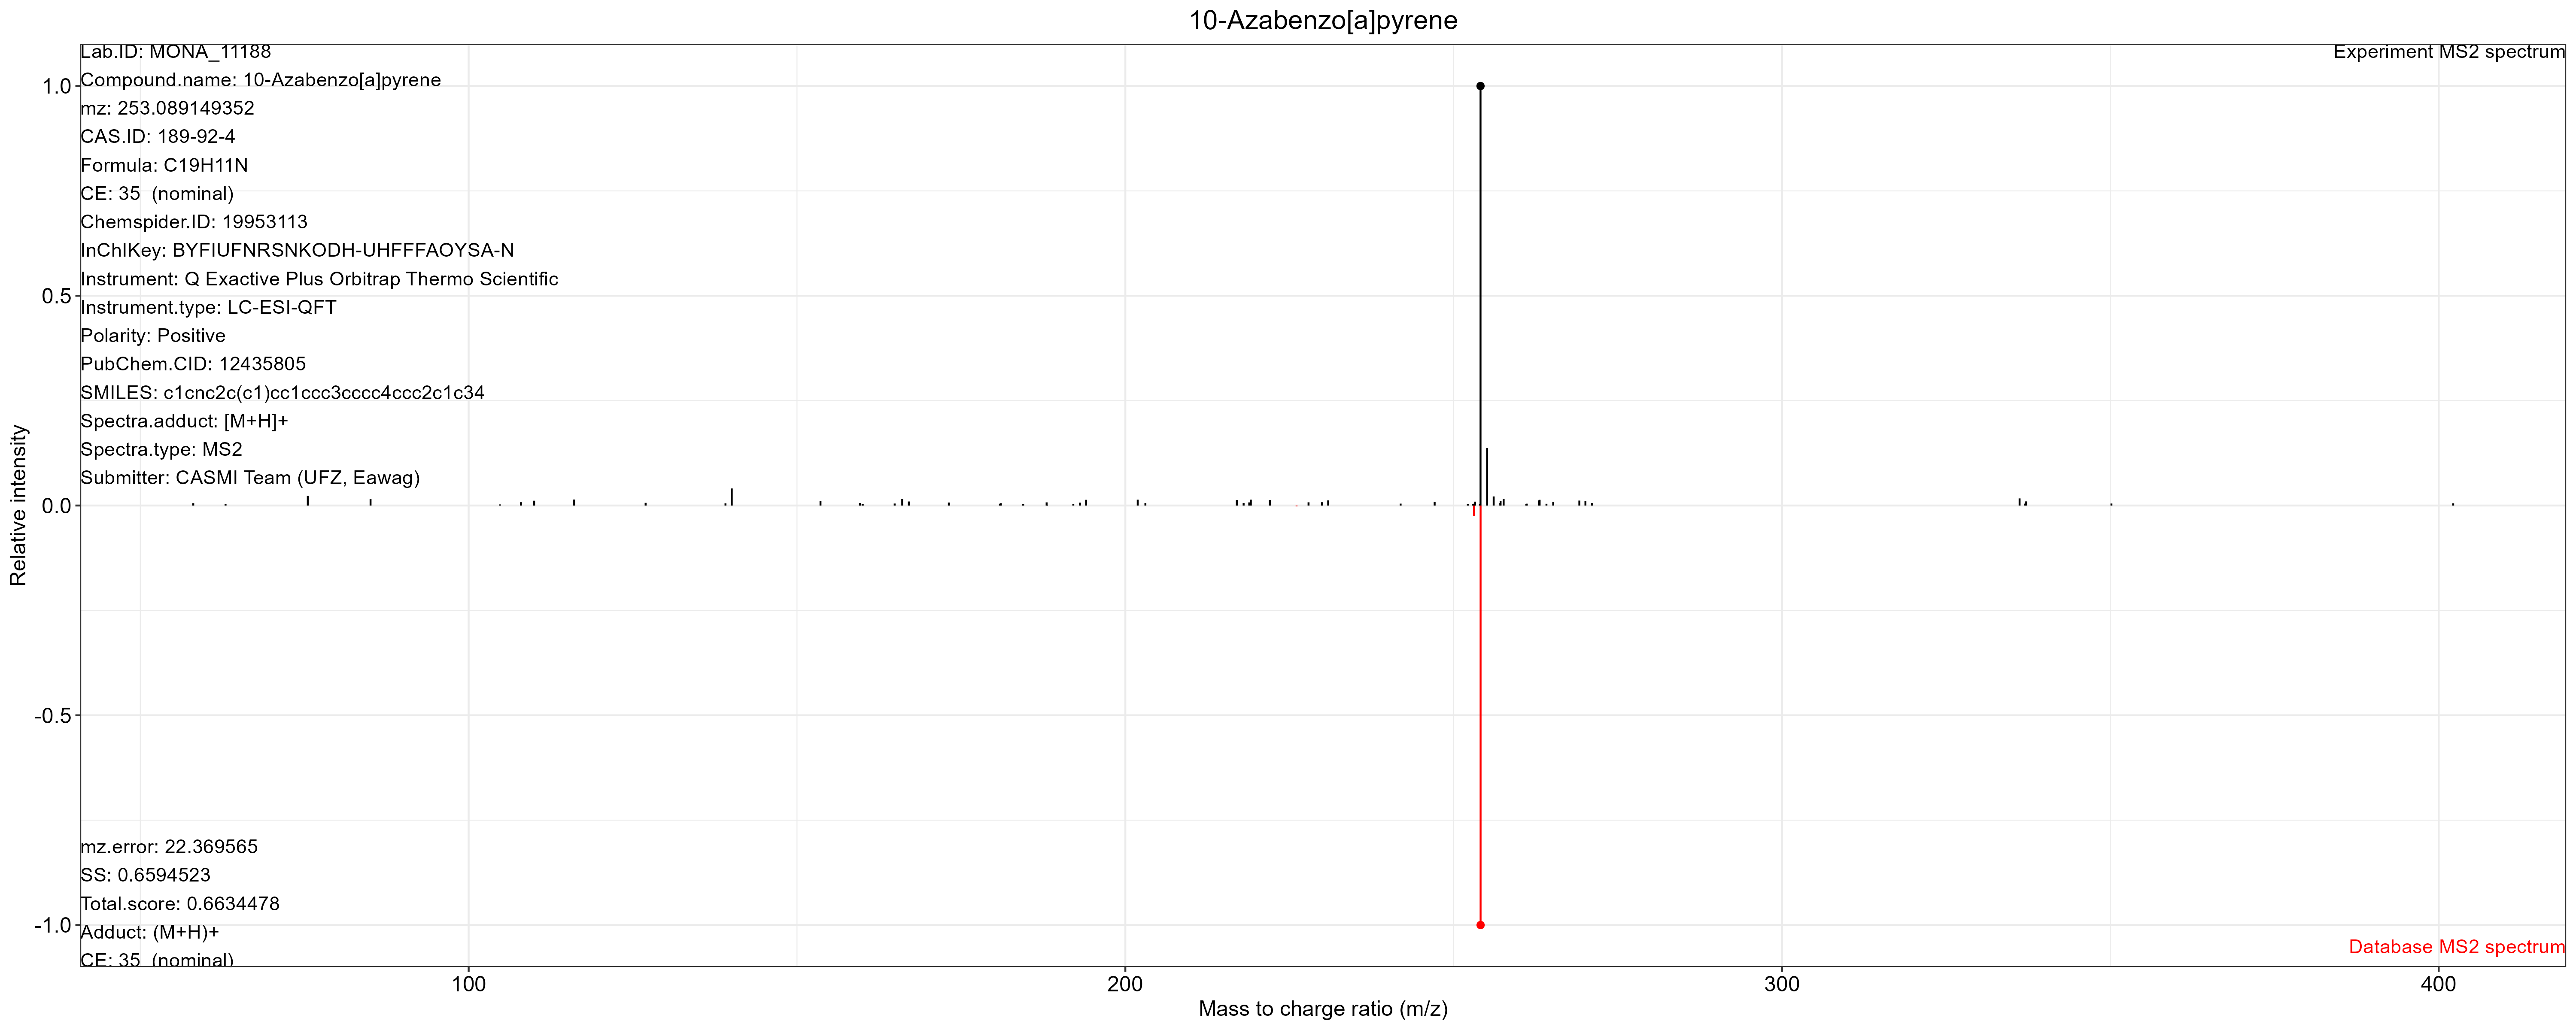 10-Azabenzo[a]pyrene
Lab.ID: MONA_11188
Experiment MS2 spectrum
Compound.name: 10-Azabenzo[a]pyrene
mz: 253.089149352
CAS.ID: 189-92-4
Formula: C19H11N
CE: 35  (nominal)
Chemspider.ID: 19953113
InChIKey: BYFIUFNRSNKODH-UHFFFAOYSA-N
Instrument: Q Exactive Plus Orbitrap Thermo Scientific
Instrument.type: LC-ESI-QFT
Polarity: Positive
PubChem.CID: 12435805
SMILES: c1cnc2c(c1)cc1ccc3cccc4ccc2c1c34
Spectra.adduct: [M+H]+
Spectra.type: MS2
Submitter: CASMI Team (UFZ, Eawag)
1.0
0.5
0.0
-0.5
-1.0
Relative intensity
mz.error: 22.369565
SS: 0.6594523
Total.score: 0.6634478
Adduct: (M+H)+
CE: 35  (nominal)
Database MS2 spectrum
100
200
300
400
Mass to charge ratio (m/z)